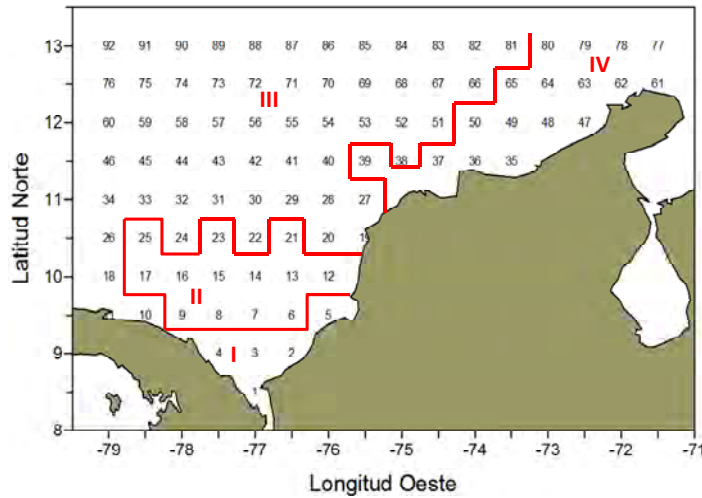 13 92 91 90 89 88 87 86 85 84 83 82 81 80 79 78 77
IV
76 75 74 73 72 71 70 69 68 67 66 65 64 63 62 61
III
12 60 59 58 57 56 55 54 53 52 51 50 49 48 47
46 45 44 43 42 41 40 39 38 37 36 35
11 34 33 32 31 30 29 28 27
26 25 24 23 22 21 20
10 18 17 16 15 14 13 12
II
10 9 8 7 6 5
9 4 I 3 2
1
8
-79 -78 -77 -76 -75 -74 -73 -72 -71
Latitud Norte
Longitud Oeste